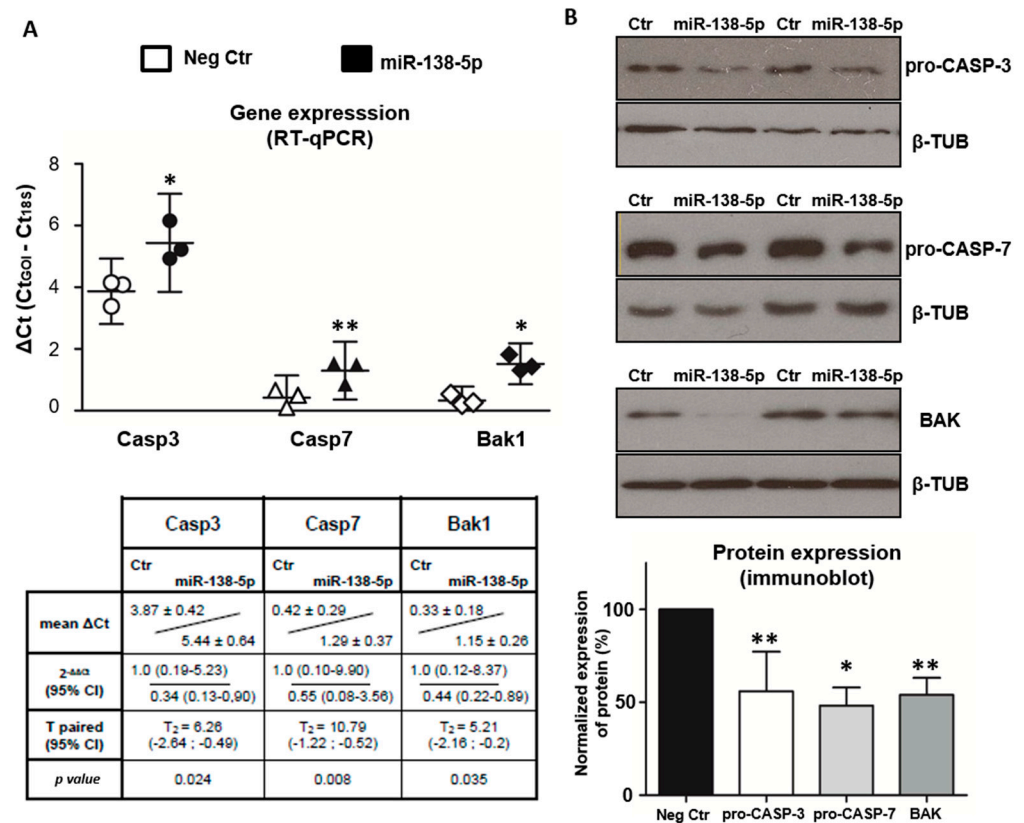 A
Neg Ctr
miR-138-5p
Gene expresssion
(RT-qPCR)
ΔCt (CtGOI - Ct18S)
8
6
4
2
0
*
**
*
Casp3 Casp7 Bak1
Casp3 Casp7 Bak1
Ctr miR-138-5p Ctr miR-138-5p Ctr miR-138-5p
mean ΔCt
3.87 ± 0.42 5.44 ± 0.64
0.42 ± 0.29 1.29 ± 0.37
0.33 ± 0.18 1.15 ± 0.26
2-ΔΔCt
(95% CI)
1.0 (0.19-5.23) 0.34 (0.13-0,90)
1.0 (0.10-9.90) 0.55 (0.08-3.56)
1.0 (0.12-8.37) 0.44 (0.22-0.89)
T paired
(95% CI)
T2 = 6.26
(-2.64 ; -0.49)
T2 = 10.79
(-1.22 ; -0.52)
T2 = 5.21
(-2.16 ; -0.2)
p value 0.024 0.008 0.035
B
Ctr miR-138-5p Ctr miR-138-5p
pro-CASP-3
β-TUB
Ctr miR-138-5p Ctr miR-138-5p
pro-CASP-7
β-TUB
Ctr miR-138-5p Ctr miR-138-5p
BAK
β-TUB
Protein expression
(immunoblot)
Normalized expression
of protein (%)
100
50
0
**
*
**
Neg Ctr pro-CASP-3 pro-CASP-7 BAK